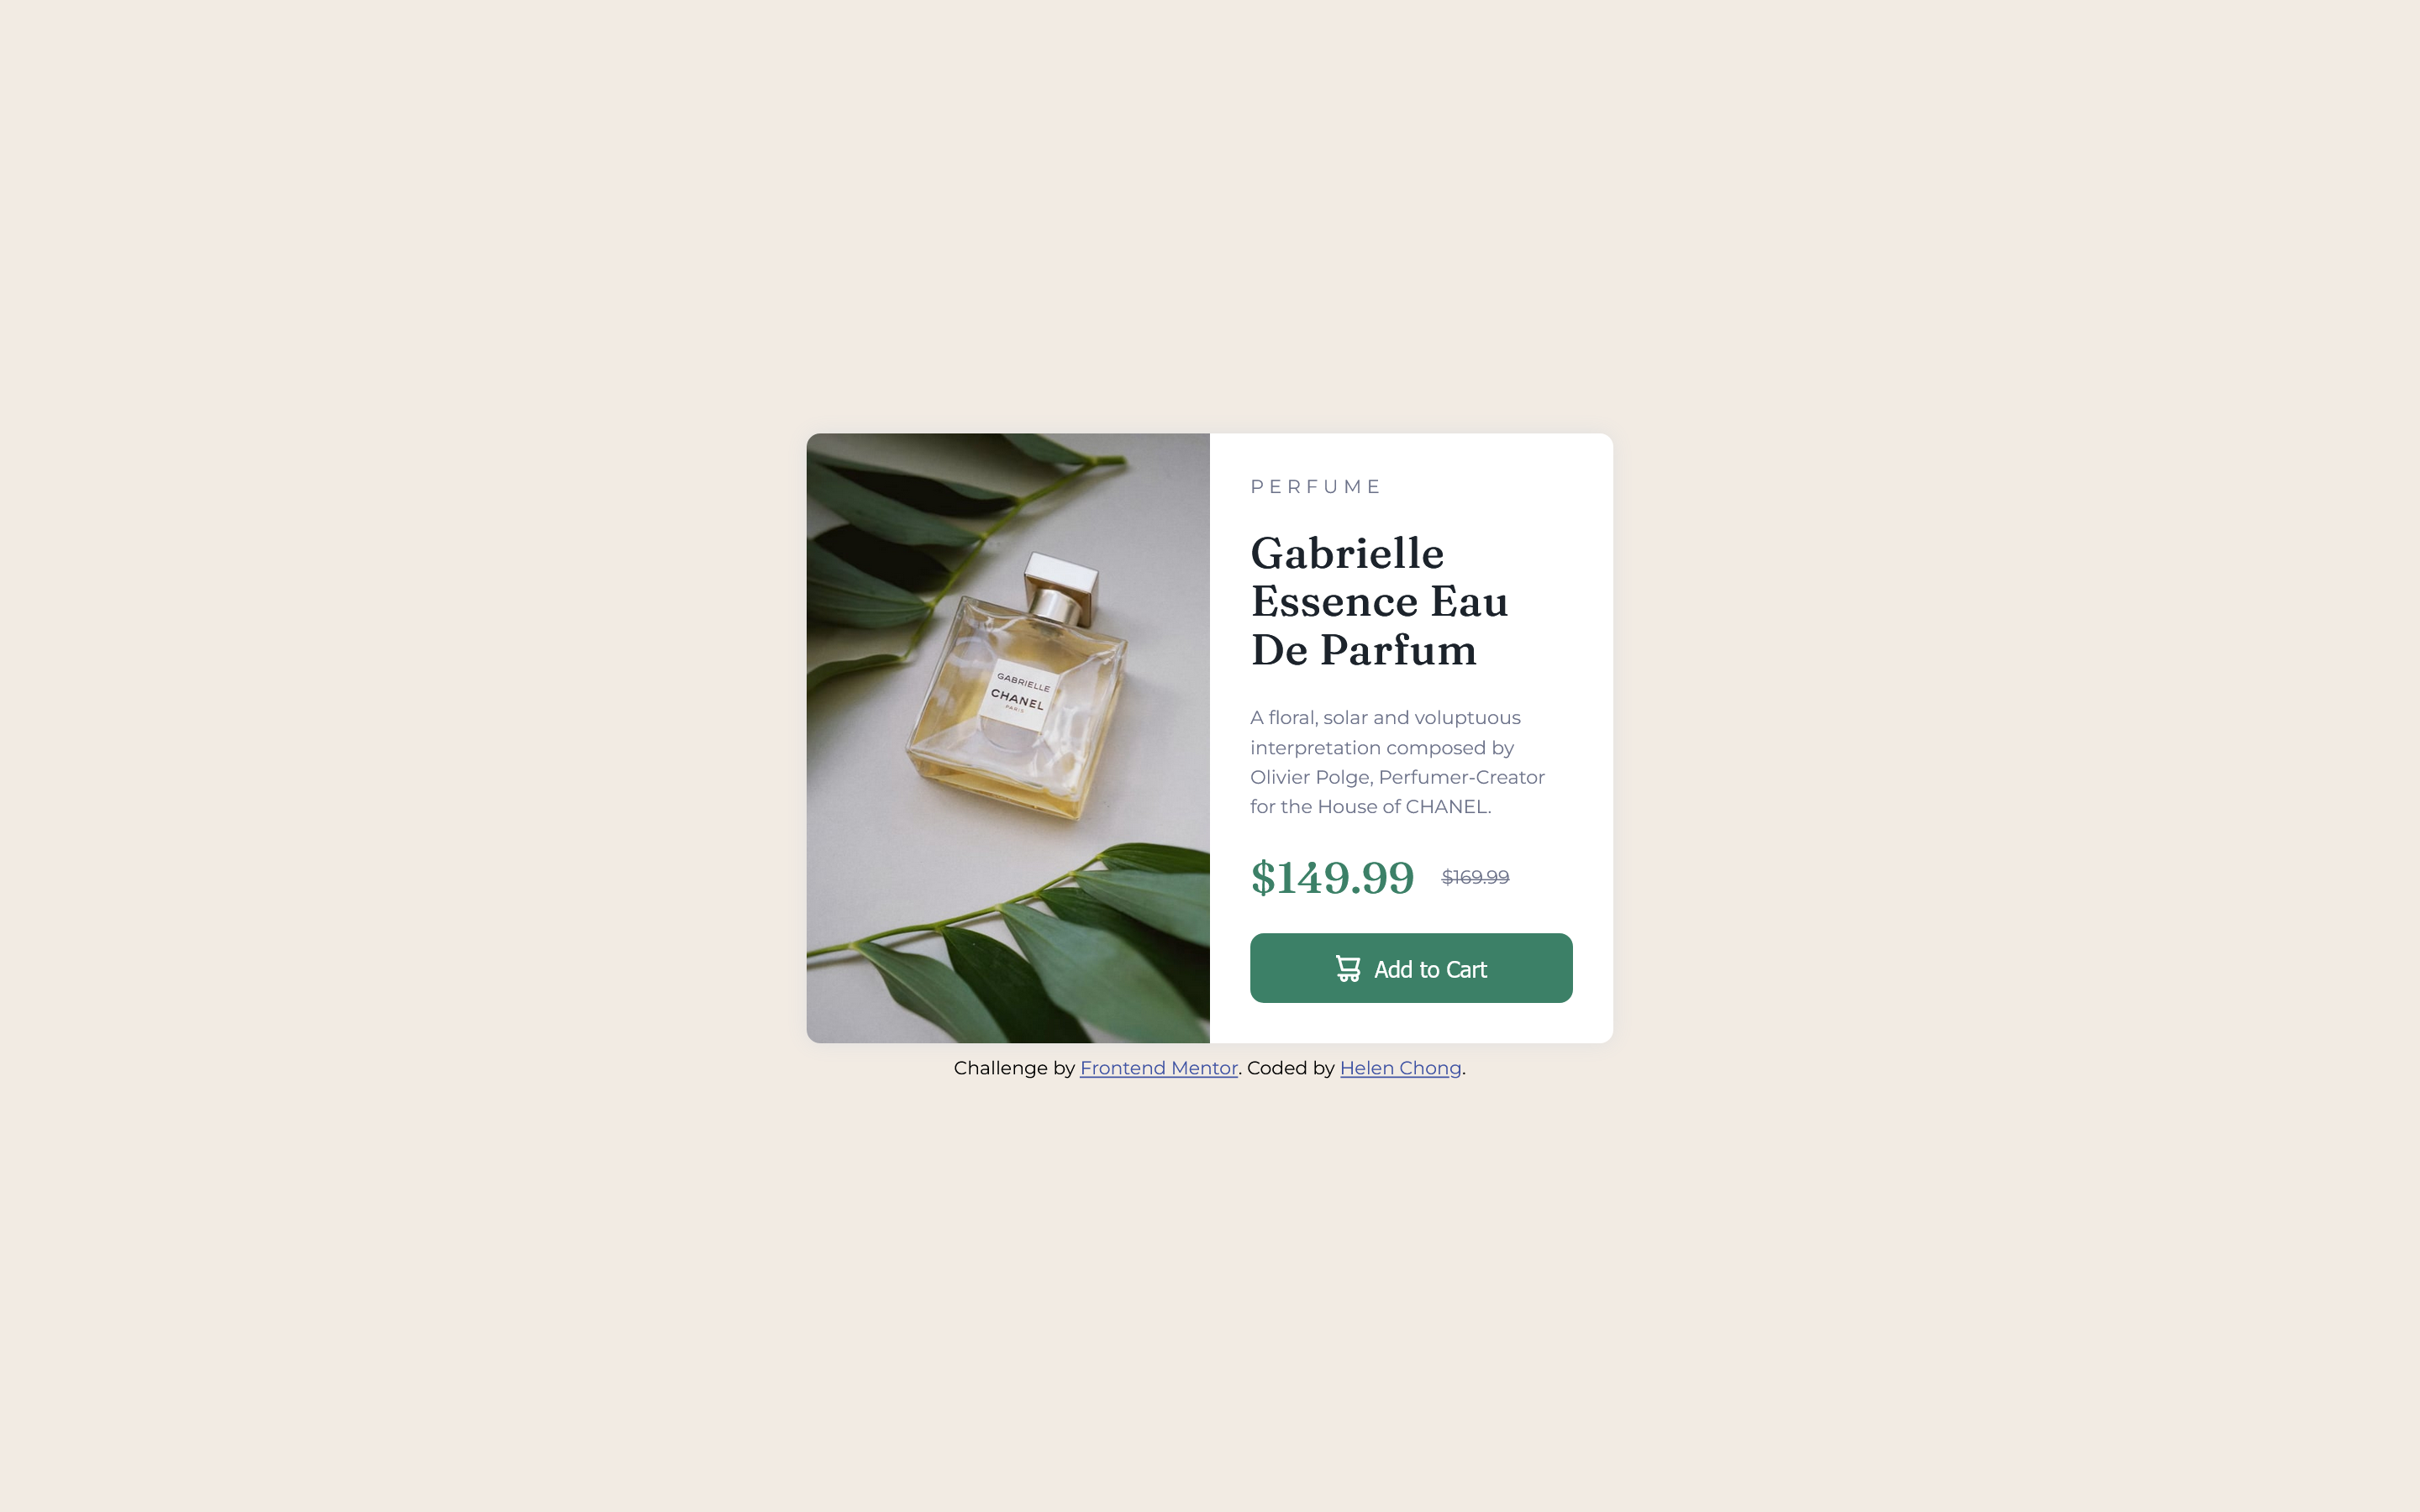 GABRIELLE
CHANEL
PARIS
PERFUME
Gabrielle
Essence Eau
De Parfum
A floral, solar and voluptuous
interpretation composed by
Olivier Polge, Perfumer-Creator
for the House of CHANEL.
$149.99 $169.99
Add to Cart
Challenge by Frontend Mentor. Coded by Helen Chong.